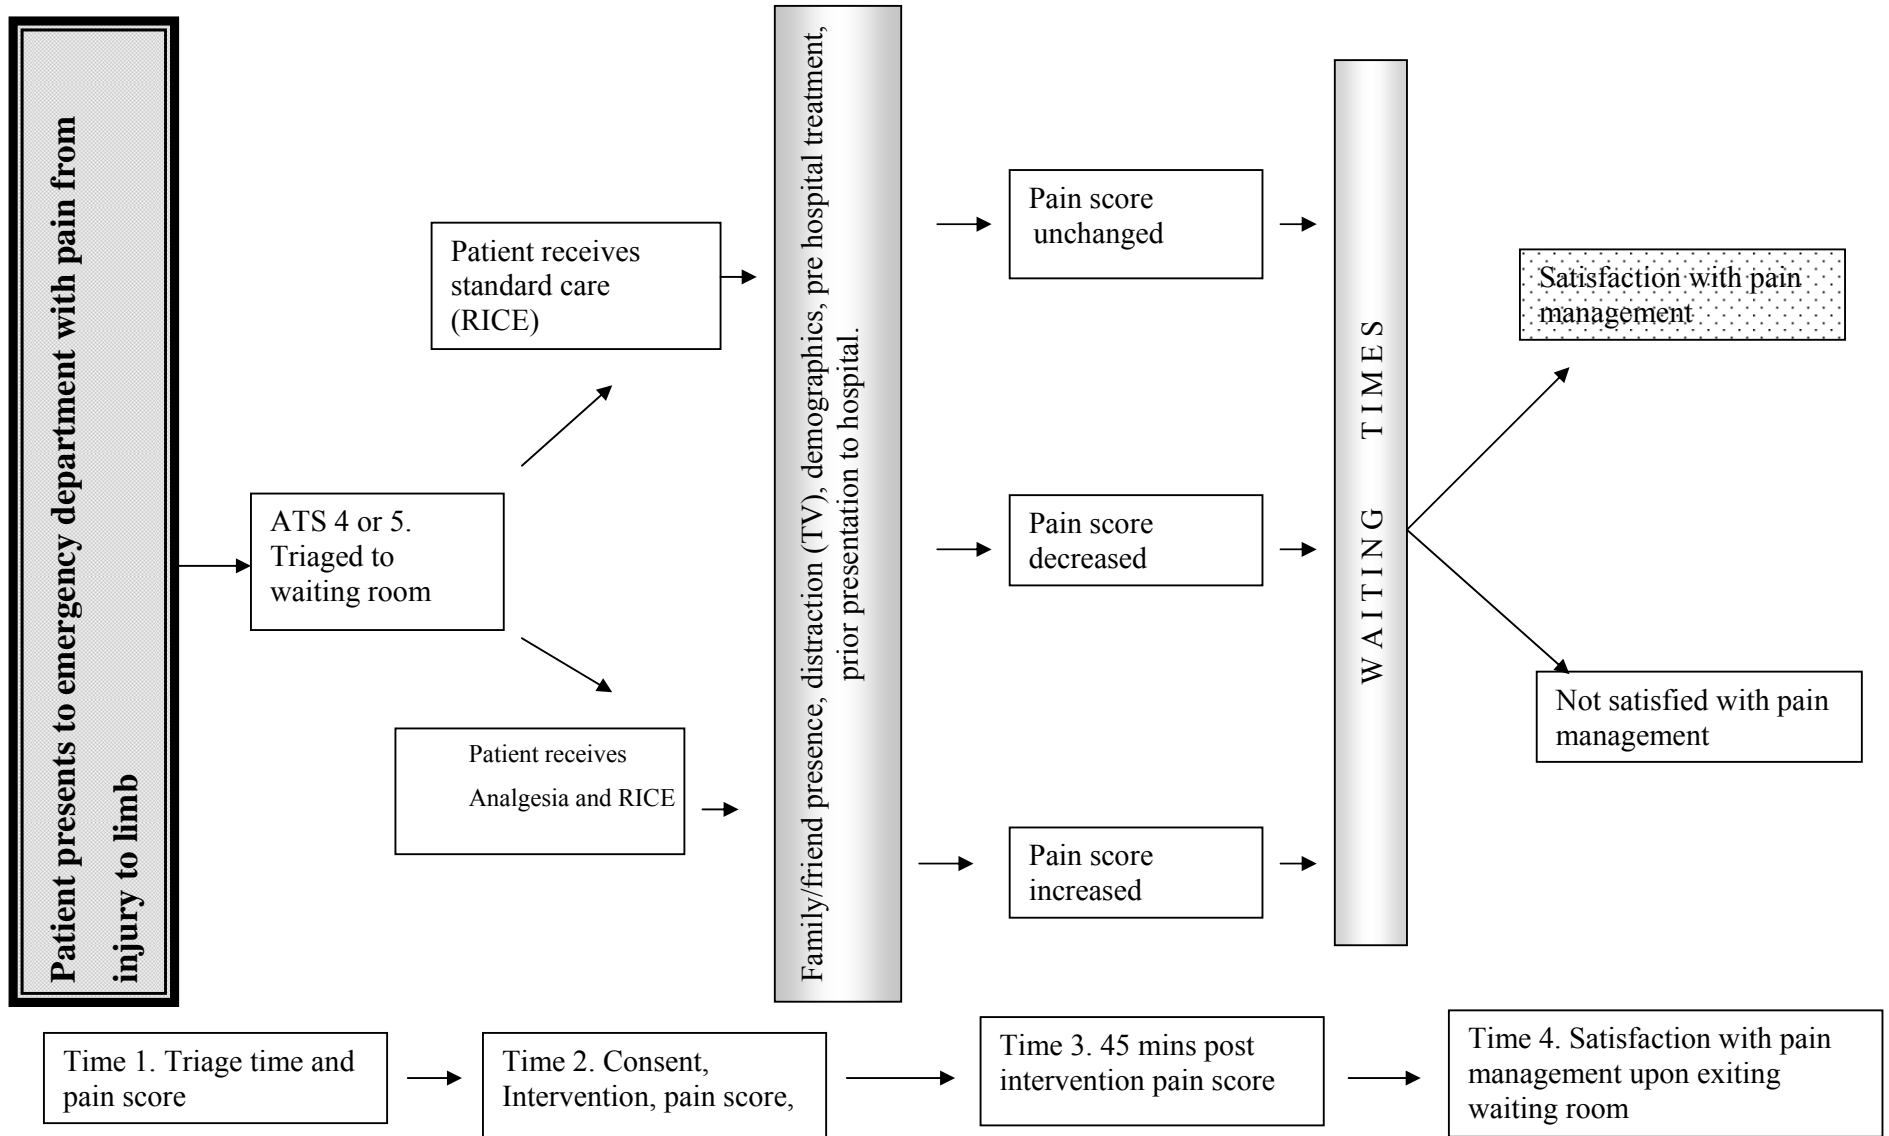 Patient presents to emergency department with pain from
injury to limb
ATS 4 or 5.
Triaged to
waiting room
Patient receives
standard care
(RICE)
Patient receives
Analgesia and RICE
Family/friend presence, distraction (TV), demographics, pre hospital treatment,
prior presentation to hospital.
Pain score
unchanged
Pain score
decreased
Pain score
increased
WAITING TIMES
Satisfaction with pain
management
Not satisfied with pain
management
Time 1. Triage time and
pain score
Time 2. Consent,
Intervention, pain score,
Time 3. 45 mins post
intervention pain score
Time 4. Satisfaction with pain
management upon exiting
waiting room